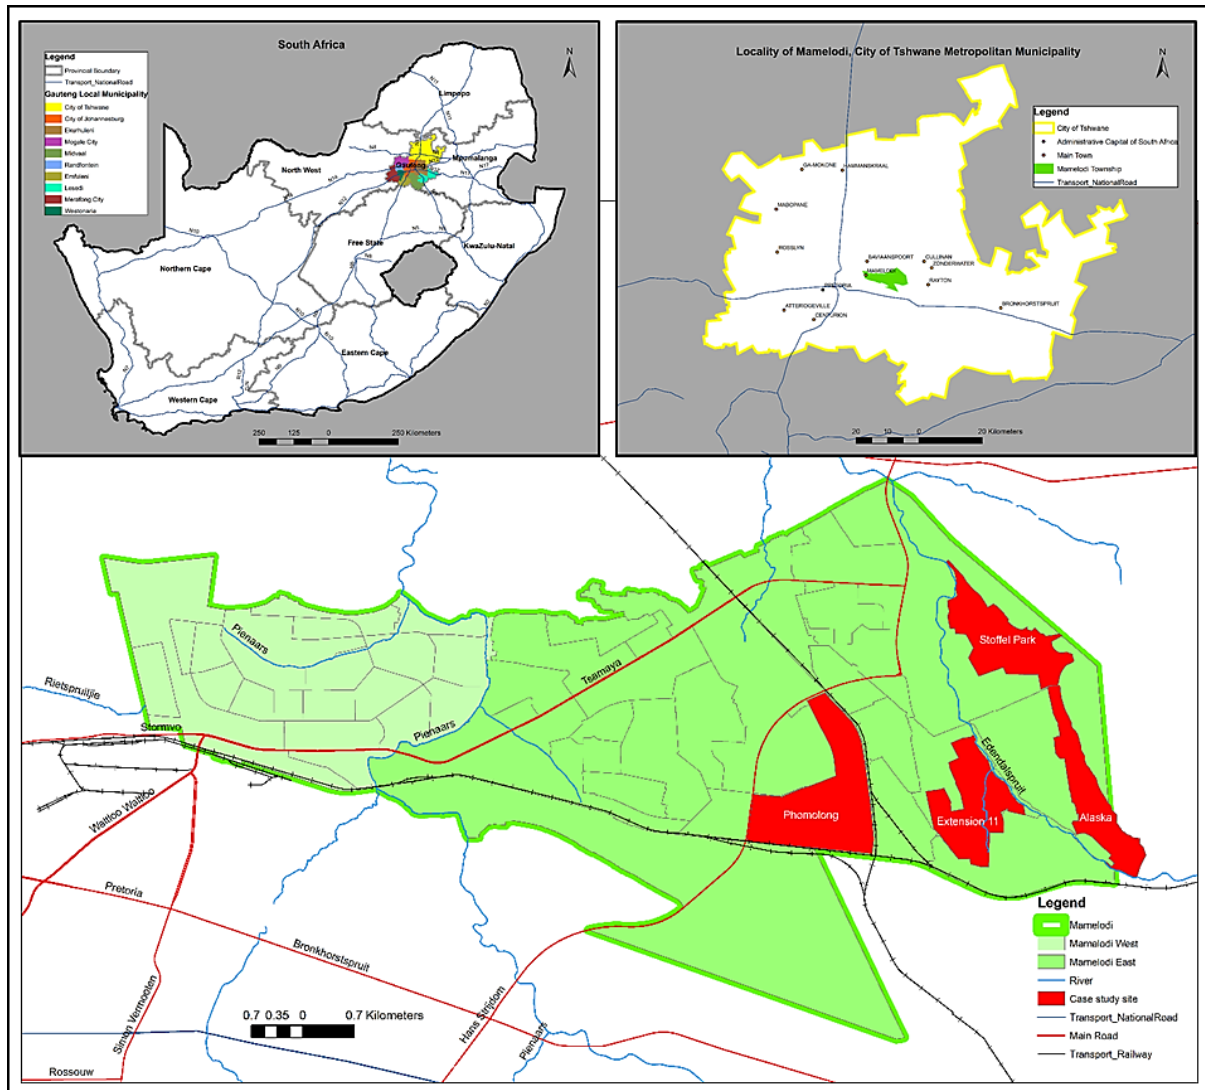 South Africa
N
Legend
Provincial Boundary
Transport_NationalRoad
Gauteng Local Municipality
City of Tshwane
City of Johannesburg
Ekurhuleni
Mogale City
Midvaal
Randfontein
Emfuleni
Lesedi
Merafong City
Westonaria
Limpopo
North West
Gauteng
Mpumalanga
Free State
KwaZulu-Natal
Northern Cape
Eastern Cape
Western Cape
250 125 0 250 Kilometers
Locality of Mamelodi, City of Tshwane Metropolitan Municipality
N
Legend
City of Tshwane
Administrative Capital of South Africa
Main Town
Mamelodi Township
Transport_NationalRoad
GA-MOKONE
HAMMANSKRAAL
MABOPANE
ROSSLYN
BAVIAANSPOORT
CULLINAN
ZONDERWATER
MAMELODI
RAYTON
PRETORIA
BRONKHORSTSPRUIT
ATTERIDGEVILLE
CENTURION
20 10 0 20 Kilometers
Stoffel Park
Pienaars
Tsamaya
Rietspruitjie
Stormvo
Pienaars
Edendalspruit
Phomolong
Extension 11
Alaska
Waltloo Waltloo
Pretoria
Bronkhorstspruit
Hans Strijdom
Pienaars
Simon Vermooten
Rossouw
0.7 0.35 0 0.7 Kilometers
Legend
Mamelodi
Mamelodi West
Mamelodi East
River
Case study site
Transport_NationalRoad
Main Road
Transport_Railway